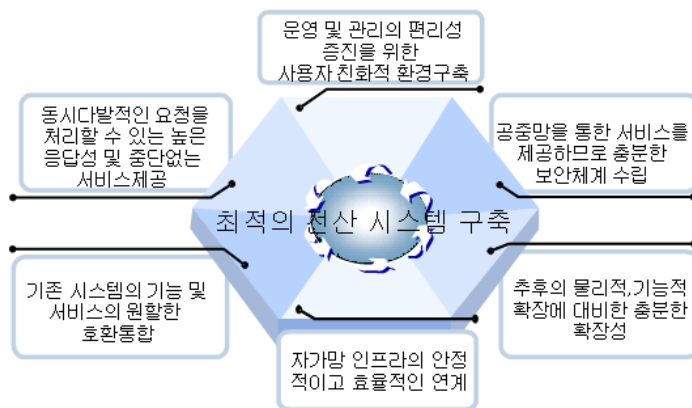 운영 및 관리의 편리성
증진을 위한
사용자 친화적 환경구축
동시다발적인 요청을
처리할 수 있는 높은
응답성 및 중단없는
서비스제공
공중망을 통한 서비스를
제공하므로 충분한
보안체계 수립
최적의 전산 시스템 구축
기존 시스템의 기능 및
서비스의 원할한
호환통합
추후의 물리적,기능적
확장에 대비한 충분한
확장성
자가망 인프라의 안정
적이고 효율적인 연계